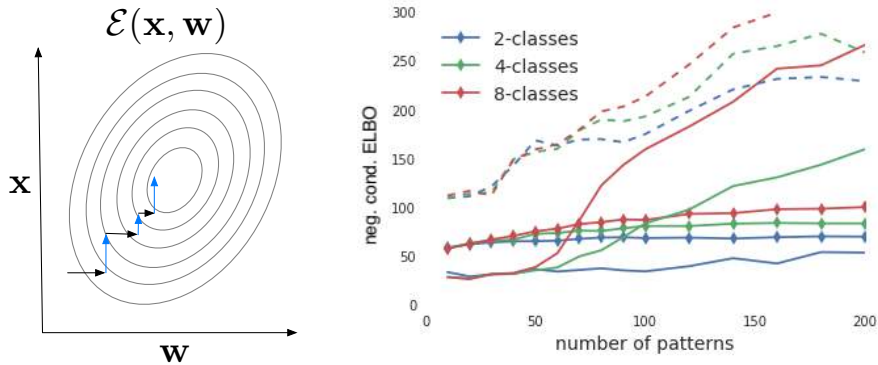 ℰ(x, w)
x
w
300
250
200
150
100
50
0
neg. cond. ELBO
2-classes
4-classes
8-classes
0
50
100
150
200
number of patterns